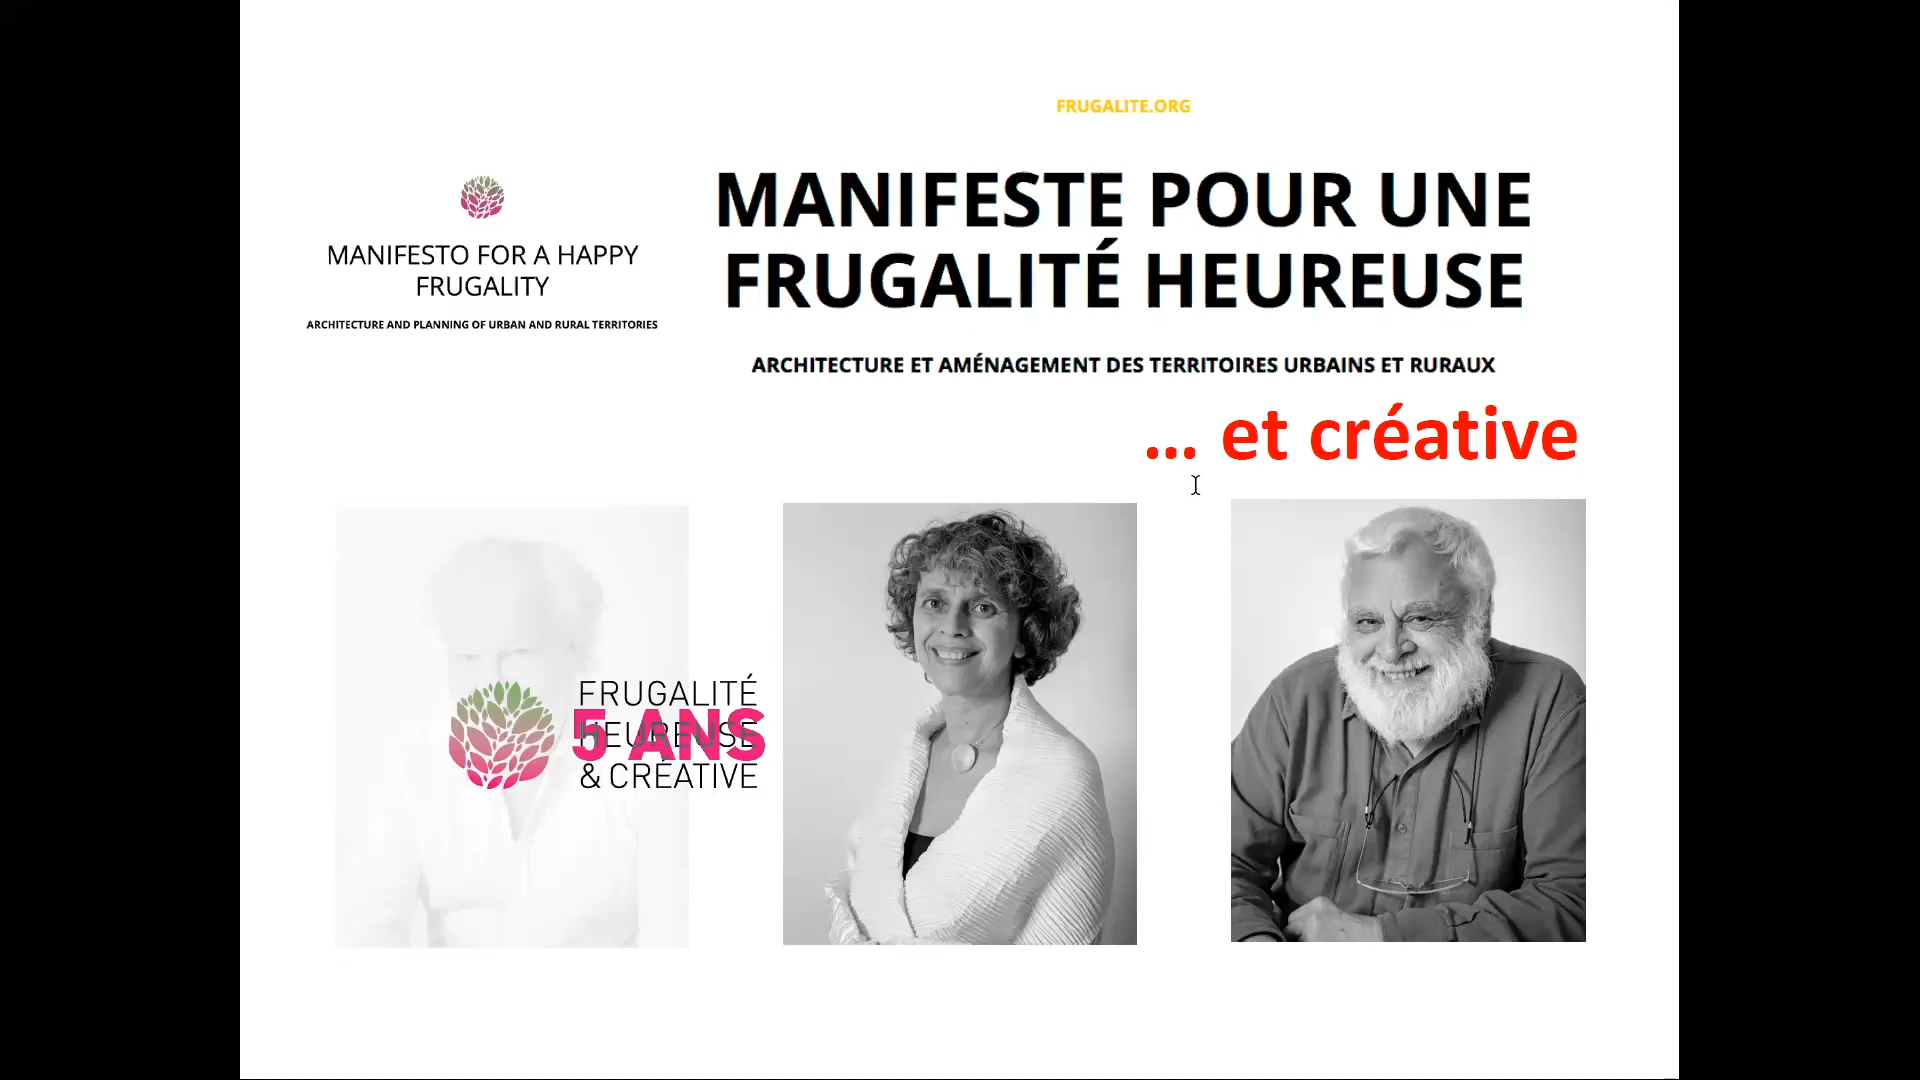 FRUGALITE.ORG
MANIFESTO FOR A HAPPY
FRUGALITY
ARCHITECTURE AND PLANNING OF URBAN AND RURAL TERRITORIES
MANIFESTE POUR UNE
FRUGALITÉ HEUREUSE
ARCHITECTURE ET AMÉNAGEMENT DES TERRITOIRES URBAINS ET RURAUX
... et créative
FRUGALITÉ
HEUREUSE
5 ANS
& CRÉATIVE